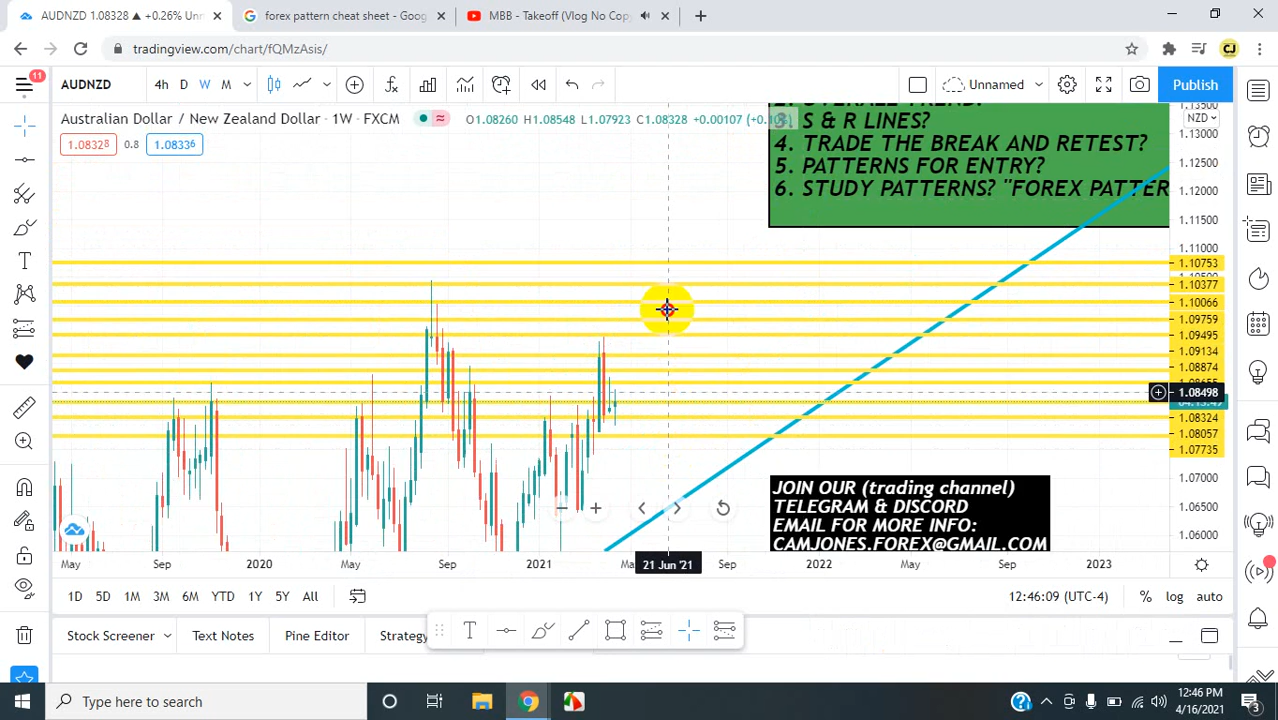 AUDNZD 1.08328 ▲ +0.26% Unn
forex pattern cheat sheet - Goog
MBB - Takeoff (Vlog No Copy
tradingview.com/chart/fQMzAsis/
CJ
11
AUDNZD
4h
D
W
M
Unnamed
Publish
Australian Dollar / New Zealand Dollar · 1W · FXCM
O1.08260 H1.08548 L1.07923 C1.08328 +0.00107
1.08328
0.8
1.08336
3. S & R LINES?
4. TRADE THE BREAK AND RETEST?
5. PATTERNS FOR ENTRY?
6. STUDY PATTERNS? "FOREX PATTER
NZD
1.13000
1.12500
1.12000
1.11500
1.11000
1.10753
1.10377
1.10066
1.09759
1.09495
1.09134
1.08874
1.08498
1.08324
1.08057
1.07735
1.07000
1.06500
1.06000
JOIN OUR (trading channel)
TELEGRAM & DISCORD
EMAIL FOR MORE INFO:
CAMJONES.FOREX@GMAIL.COM
May
Sep
2020
May
Sep
2021
21 Jun '21
Sep
2022
May
Sep
2023
1D
5D
1M
3M
6M
YTD
1Y
5Y
All
12:46:09 (UTC-4)
%
log
auto
Stock Screener
Text Notes
Pine Editor
Strategy
Type here to search
12:46 PM
4/16/2021
3